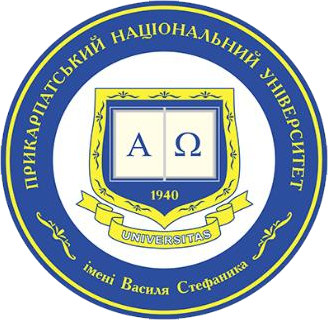 ПРИКАРПАТСЬКИЙ НАЦІОНАЛЬНИЙ УНІВЕРСИТЕТ
Α Ω
1940
UNIVERSITAS
імені Василя Стефаника